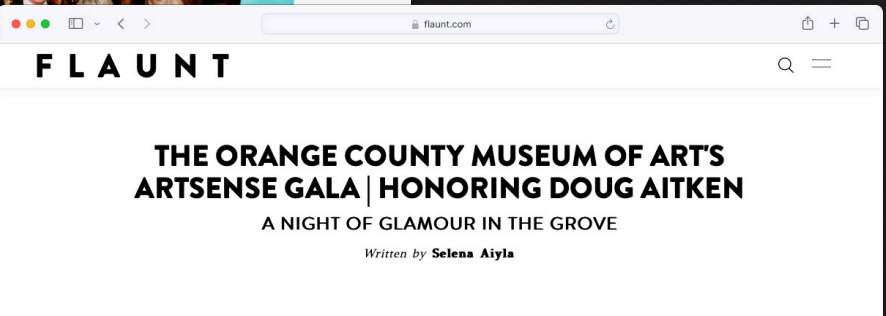 flaunt.com
FLAUNT
THE ORANGE COUNTY MUSEUM OF ART'S
ARTSENSE GALA | HONORING DOUG AITKEN
A NIGHT OF GLAMOUR IN THE GROVE
Written by Selena Aiyla